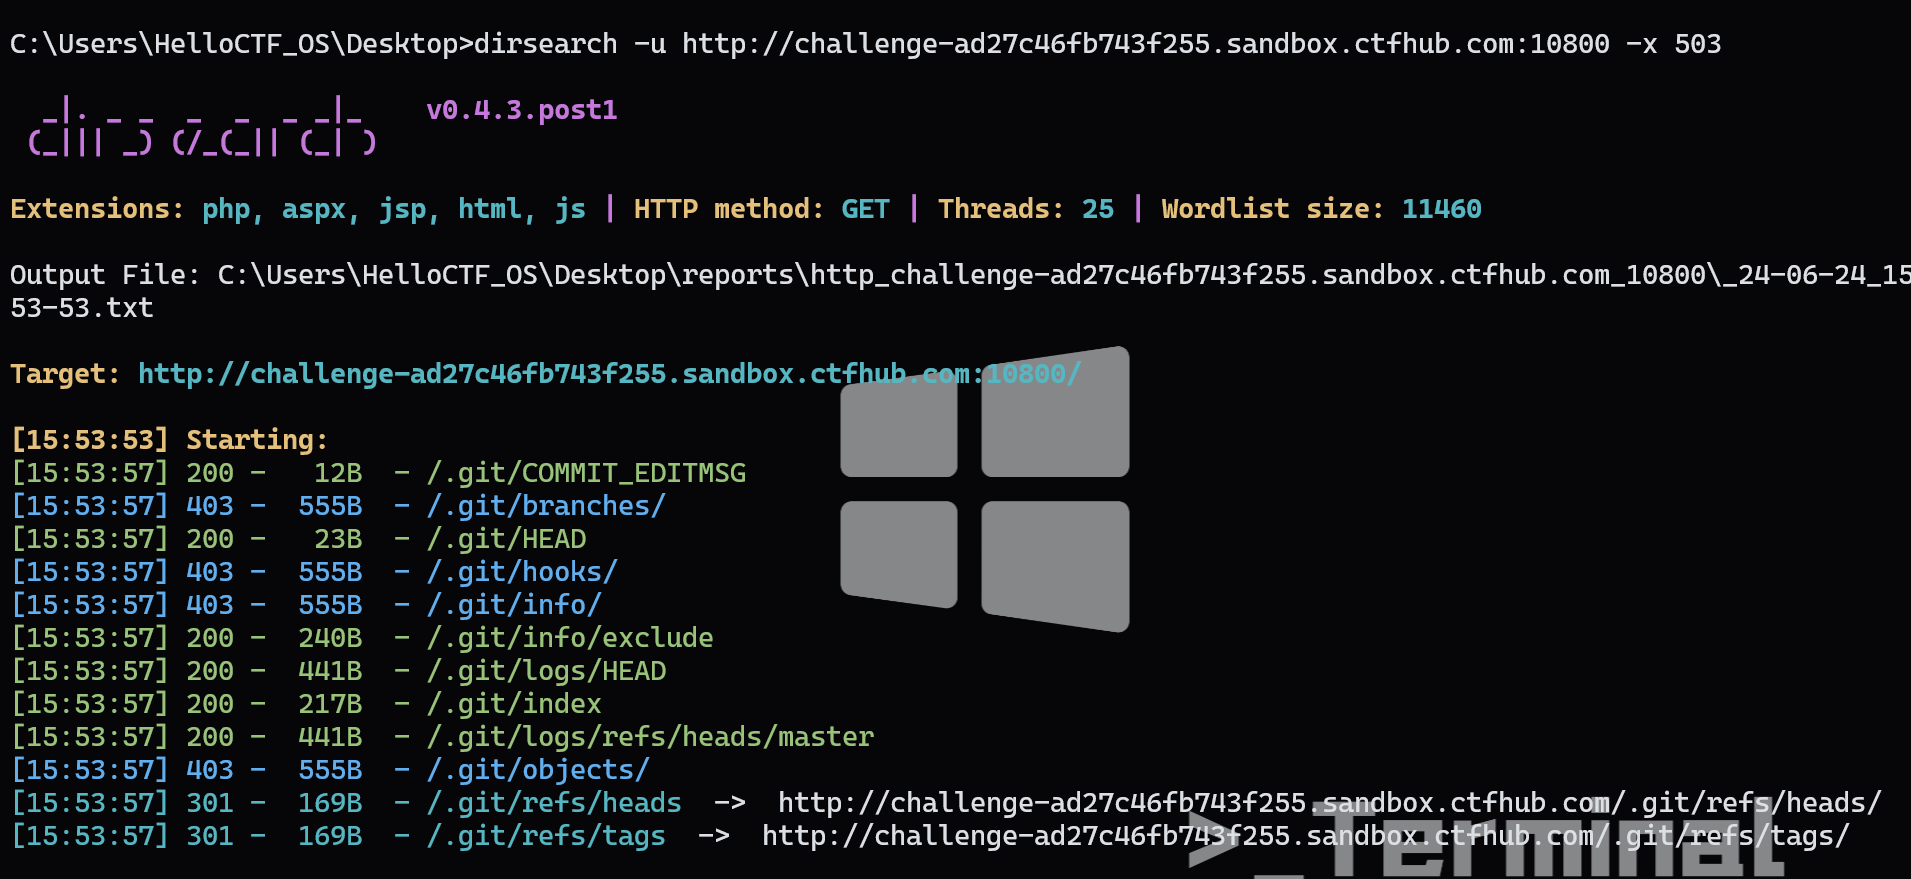 C:\Users\HelloCTF_OS\Desktop>dirsearch -u http://challenge-ad27c46fb743f255.sandbox.ctfhub.com:10800 -x 503
  _|. _ _  _  _  _ _|_    v0.4.3.post1
 (_||| _) (/_(_|| (_| )
Extensions: php, aspx, jsp, html, js | HTTP method: GET | Threads: 25 | Wordlist size: 11460
Output File: C:\Users\HelloCTF_OS\Desktop\reports\http_challenge-ad27c46fb743f255.sandbox.ctfhub.com_10800\_24-06-24_15
53-53.txt
Target: http://challenge-ad27c46fb743f255.sandbox.ctfhub.com:10800/
[15:53:53] Starting:
[15:53:57] 200 -   12B  - /.git/COMMIT_EDITMSG
[15:53:57] 403 -  555B  - /.git/branches/
[15:53:57] 200 -   23B  - /.git/HEAD
[15:53:57] 403 -  555B  - /.git/hooks/
[15:53:57] 403 -  555B  - /.git/info/
[15:53:57] 200 -  240B  - /.git/info/exclude
[15:53:57] 200 -  441B  - /.git/logs/HEAD
[15:53:57] 200 -  217B  - /.git/index
[15:53:57] 200 -  441B  - /.git/logs/refs/heads/master
[15:53:57] 403 -  555B  - /.git/objects/
[15:53:57] 301 -  169B  - /.git/refs/heads  ->  http://challenge-ad27c46fb743f255.sandbox.ctfhub.com/.git/refs/heads/
[15:53:57] 301 -  169B  - /.git/refs/tags  ->  http://challenge-ad27c46fb743f255.sandbox.ctfhub.com/.git/refs/tags/
>_Terminal